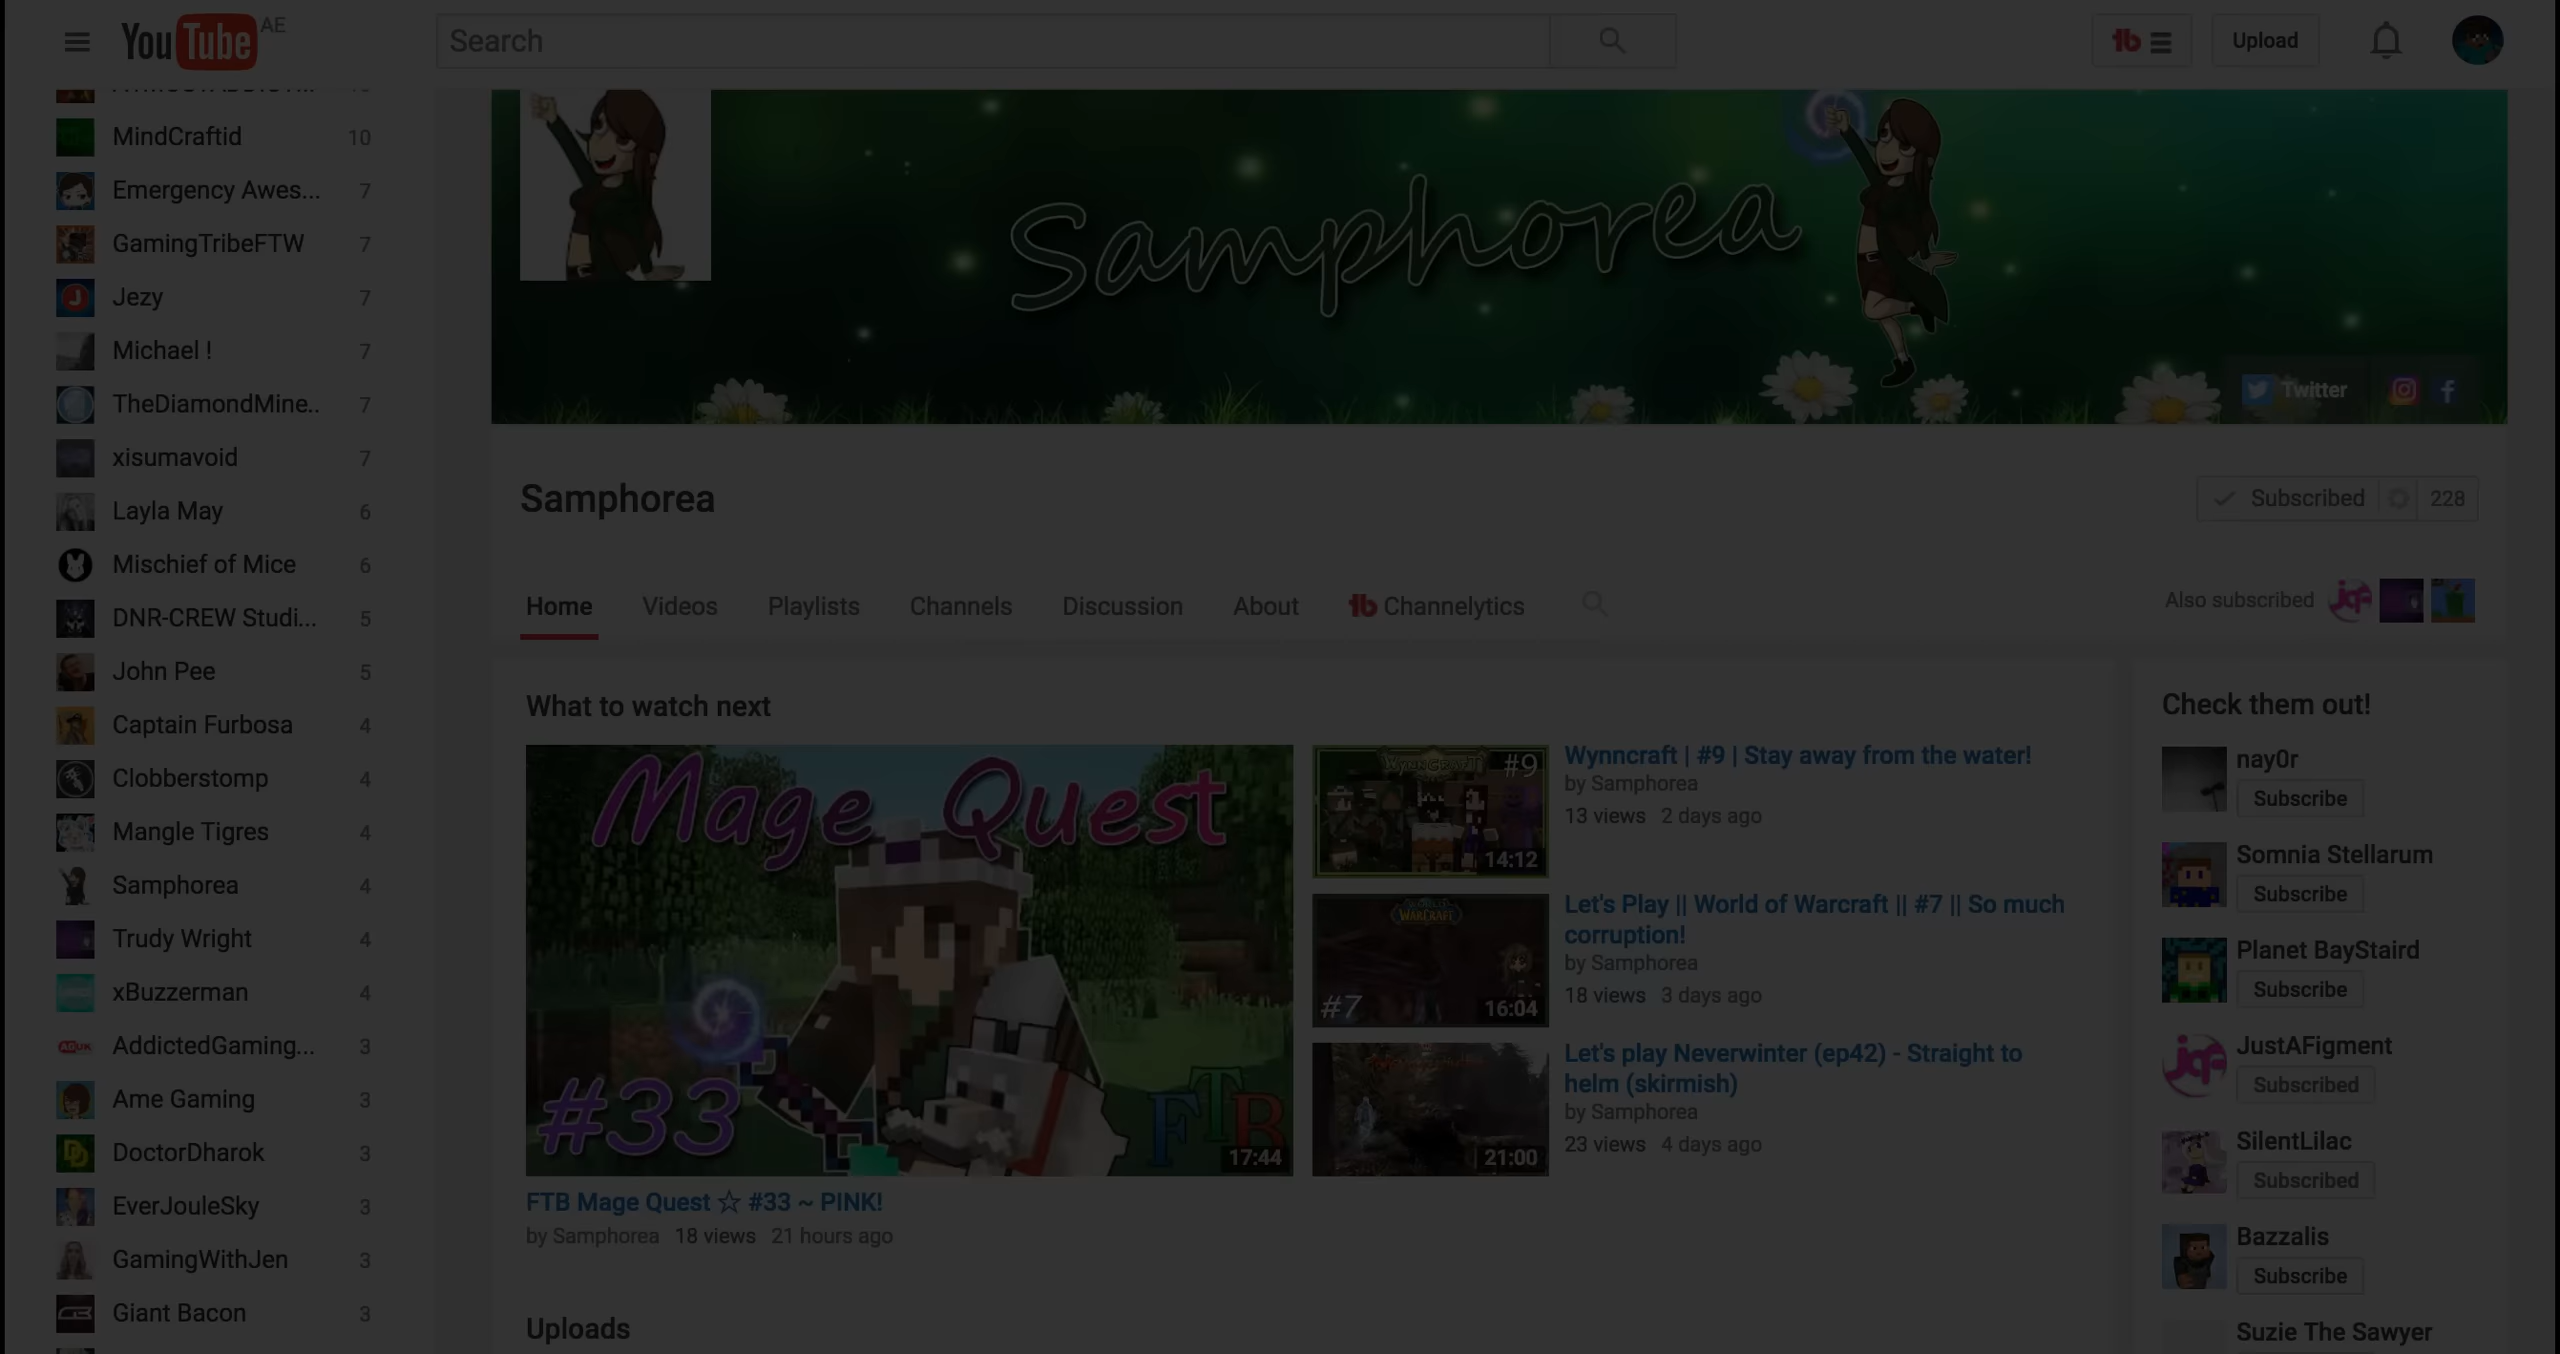 YouTube AE
Search
Upload
MindCraftid 10
Emergency Awes... 7
GamingTribeFTW 7
Jezy 7
Michael ! 7
TheDiamondMine.. 7
xisumavoid 7
Layla May 6
Mischief of Mice 6
DNR-CREW Studi... 5
John Pee 5
Captain Furbosa 4
Clobberstomp 4
Mangle Tigres 4
Samphorea 4
Trudy Wright 4
xBuzzerman 4
AddictedGaming... 3
Ame Gaming 3
DoctorDharok 3
EverJouleSky 3
GamingWithJen 3
Giant Bacon 3
Samphorea
Twitter
Samphorea
Subscribed 228
Home Videos Playlists Channels Discussion About Channelytics
Also subscribed
What to watch next
Mage Quest
#33
FTB
17:44
FTB Mage Quest ☆ #33 ~ PINK!
by Samphorea 18 views 21 hours ago
WYNNCRAFT #9
14:12
Wynncraft | #9 | Stay away from the water!
by Samphorea
13 views 2 days ago
WARCRAFT
#7
16:04
Let's Play || World of Warcraft || #7 || So much
corruption!
by Samphorea
18 views 3 days ago
21:00
Let's play Neverwinter (ep42) - Straight to
helm (skirmish)
by Samphorea
23 views 4 days ago
Uploads
Check them out!
nay0r
Subscribe
Somnia Stellarum
Subscribe
Planet BayStaird
Subscribe
JustAFigment
Subscribed
SilentLilac
Subscribed
Bazzalis
Subscribe
Suzie The Sawyer